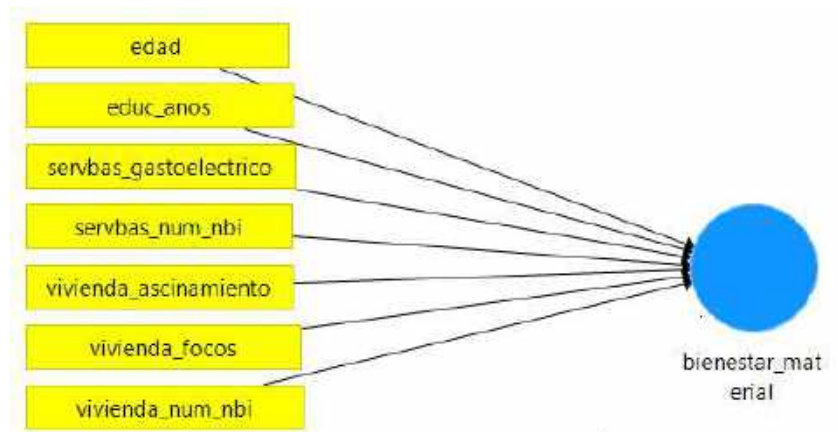 edad
educ_anos
servbas_gastoelectrico
servbas_num_nbi
vivienda_ascinamiento
vivienda_focos
vivienda_num_nbi
bienestar_mat
erial